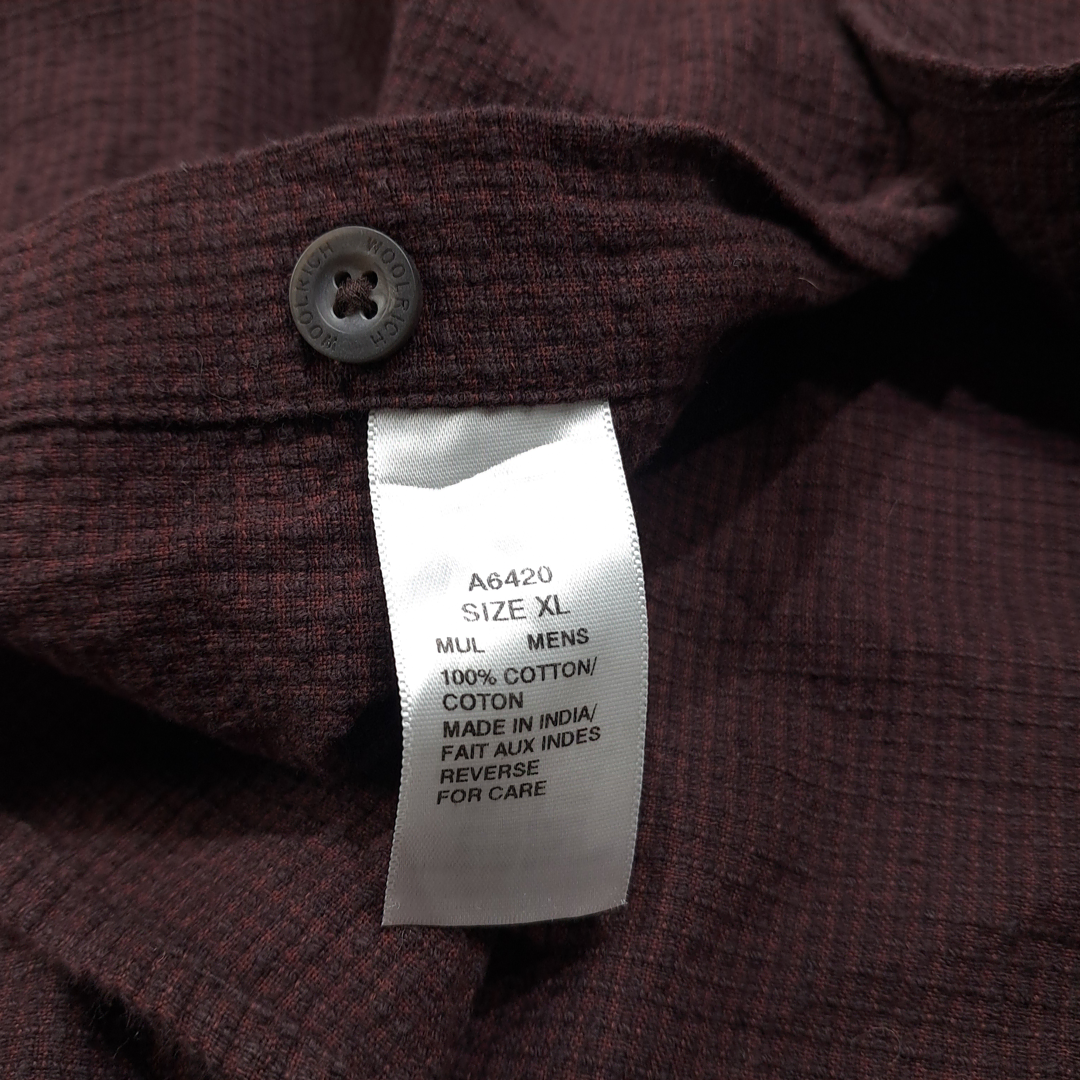 WOOLRICH WOOLRICH
A6420
SIZE XL
MUL MENS
100% COTTON/
COTON
MADE IN INDIA/
FAIT AUX INDES
REVERSE
FOR CARE